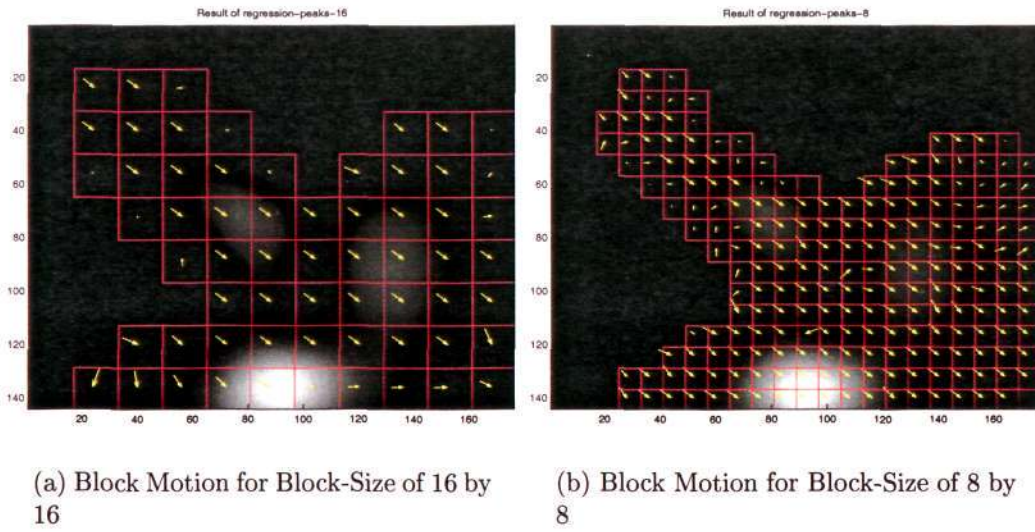 Result of regression-peaks-16
20
40
60
80
100
120
140
20 40 60 80 100 120 140 160
Result of regression-peaks-8
20
40
60
80
100
120
140
20 40 60 80 100 120 140 160
(a) Block Motion for Block-Size of 16 by
16
(b) Block Motion for Block-Size of 8 by
8